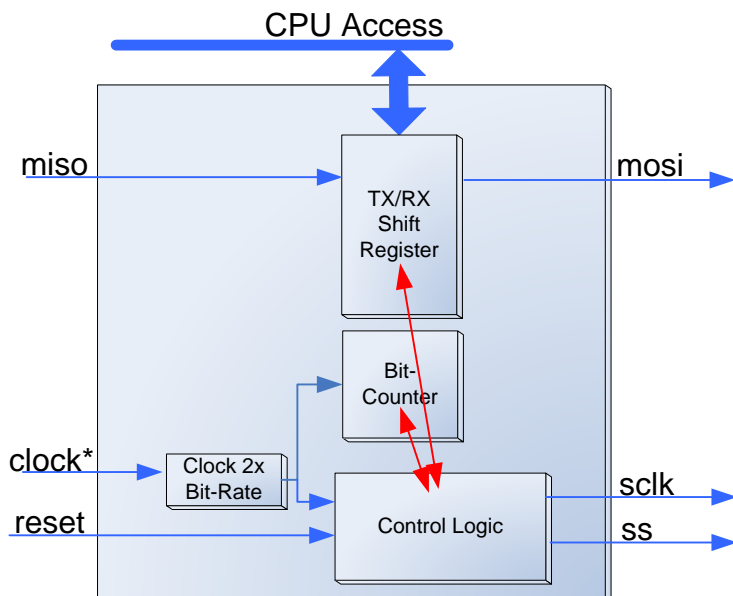 CPU Access
miso
mosi
TX/RX
Shift
Register
Bit-
Counter
clock*
Clock 2x
Bit-Rate
sclk
reset
Control Logic
ss